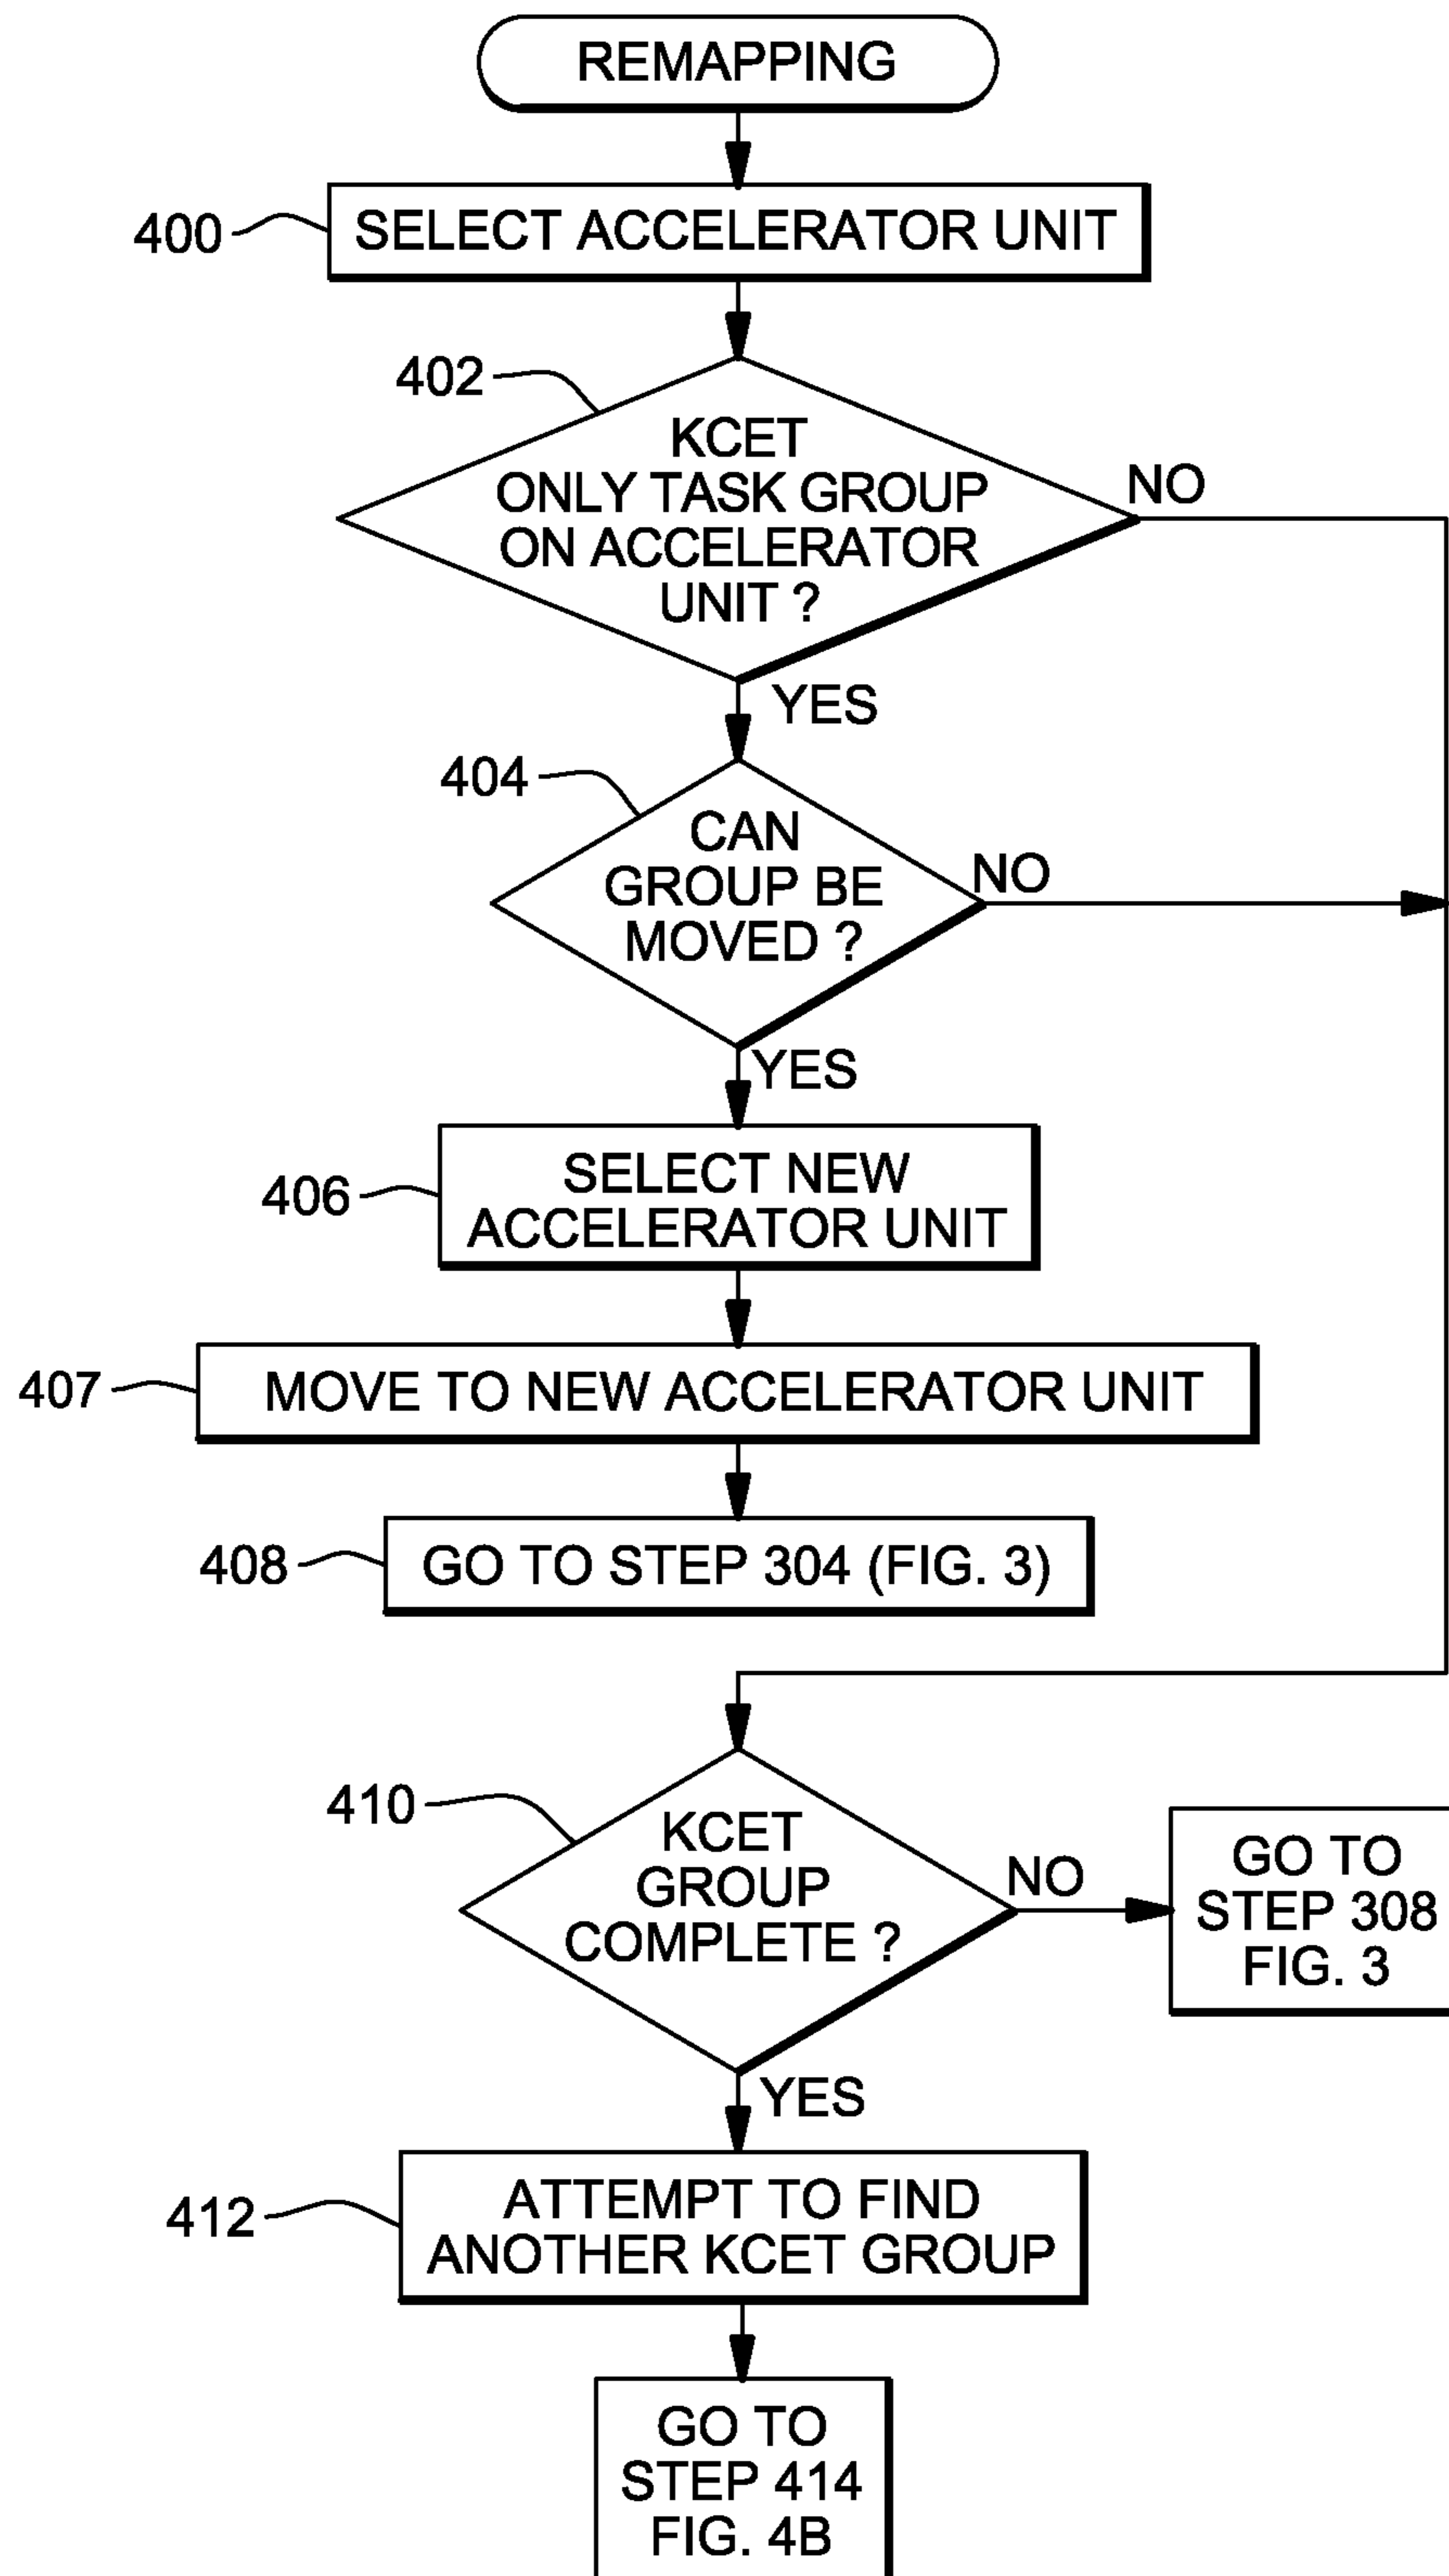 REMAPPING
400
SELECT ACCELERATOR UNIT
402
KCET
ONLY TASK GROUP
ON ACCELERATOR
UNIT ?
NO
YES
404
CAN
GROUP BE
MOVED ?
NO
YES
406
SELECT NEW
ACCELERATOR UNIT
407
MOVE TO NEW ACCELERATOR UNIT
408
GO TO STEP 304 (FIG. 3)
410
KCET
GROUP
COMPLETE ?
NO
GO TO
STEP 308
FIG. 3
YES
412
ATTEMPT TO FIND
ANOTHER KCET GROUP
GO TO
STEP 414
FIG. 4B